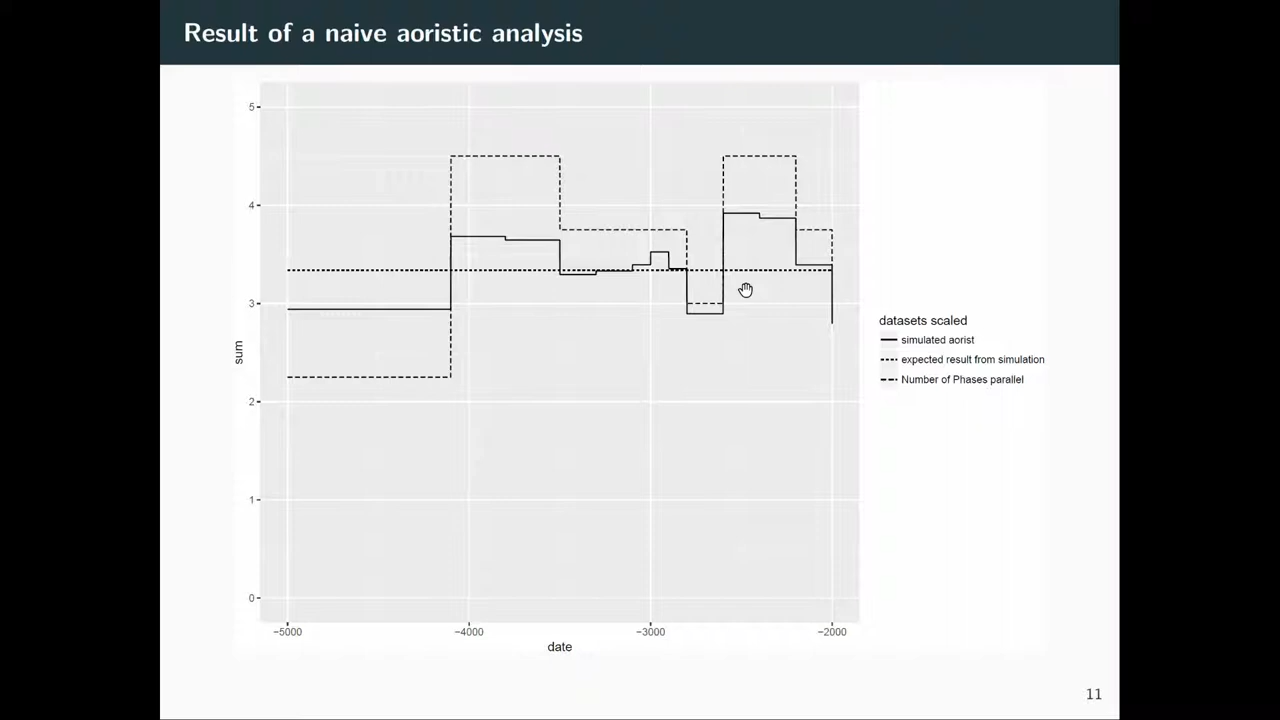 Result of a naive aoristic analysis
5
4
3
2
1
0
sum
−5000
−4000
−3000
−2000
date
datasets scaled
simulated aorist
expected result from simulation
Number of Phases parallel
11